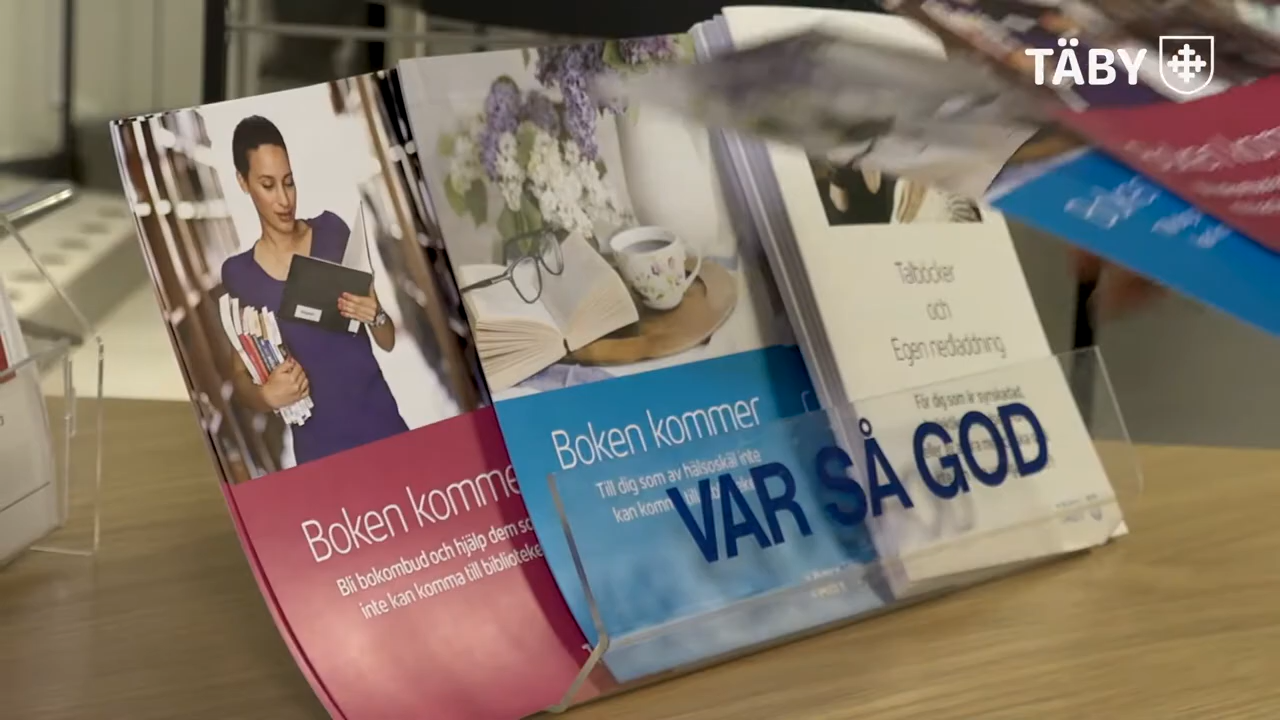 TÄBY
Boken komme
Bli bokombud och hjälp dem so
inte kan komma till biblioteke
Boken kommer
Till dig som av hälsoskäl inte
kan komm till
Talböcker
och
Egen nedladdning
För dig som är synskadad,
VAR SÅ GOD